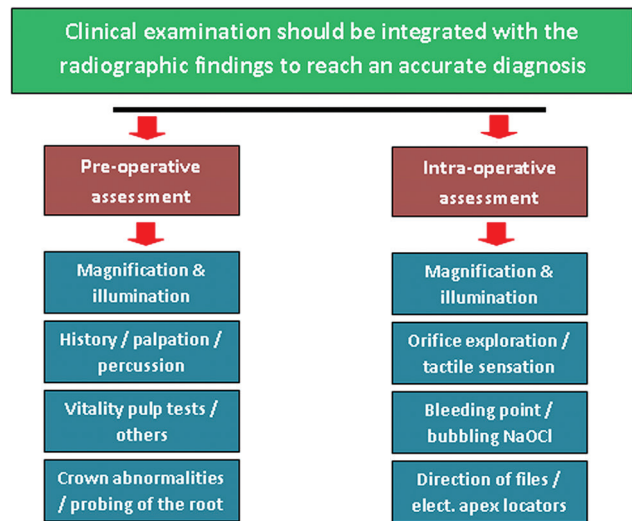 Clinical examination should be integrated with the
radiographic findings to reach an accurate diagnosis
Pre-operative
assessment
Magnification &
illumination
History / palpation /
percussion
Vitality pulp tests /
others
Crown abnormalities
/ probing of the root
Intra-operative
assessment
Magnification &
illumination
Orifice exploration /
tactile sensation
Bleeding point /
bubbling NaOCl
Direction of files /
elect. apex locators